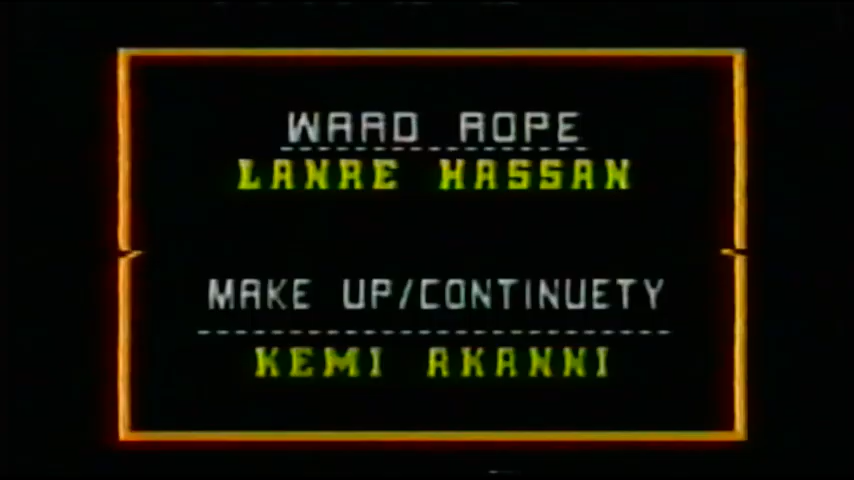 WARD ROPE
LANRE HASSAN
MAKE UP/CONTINUETY
KEMI AKANNI